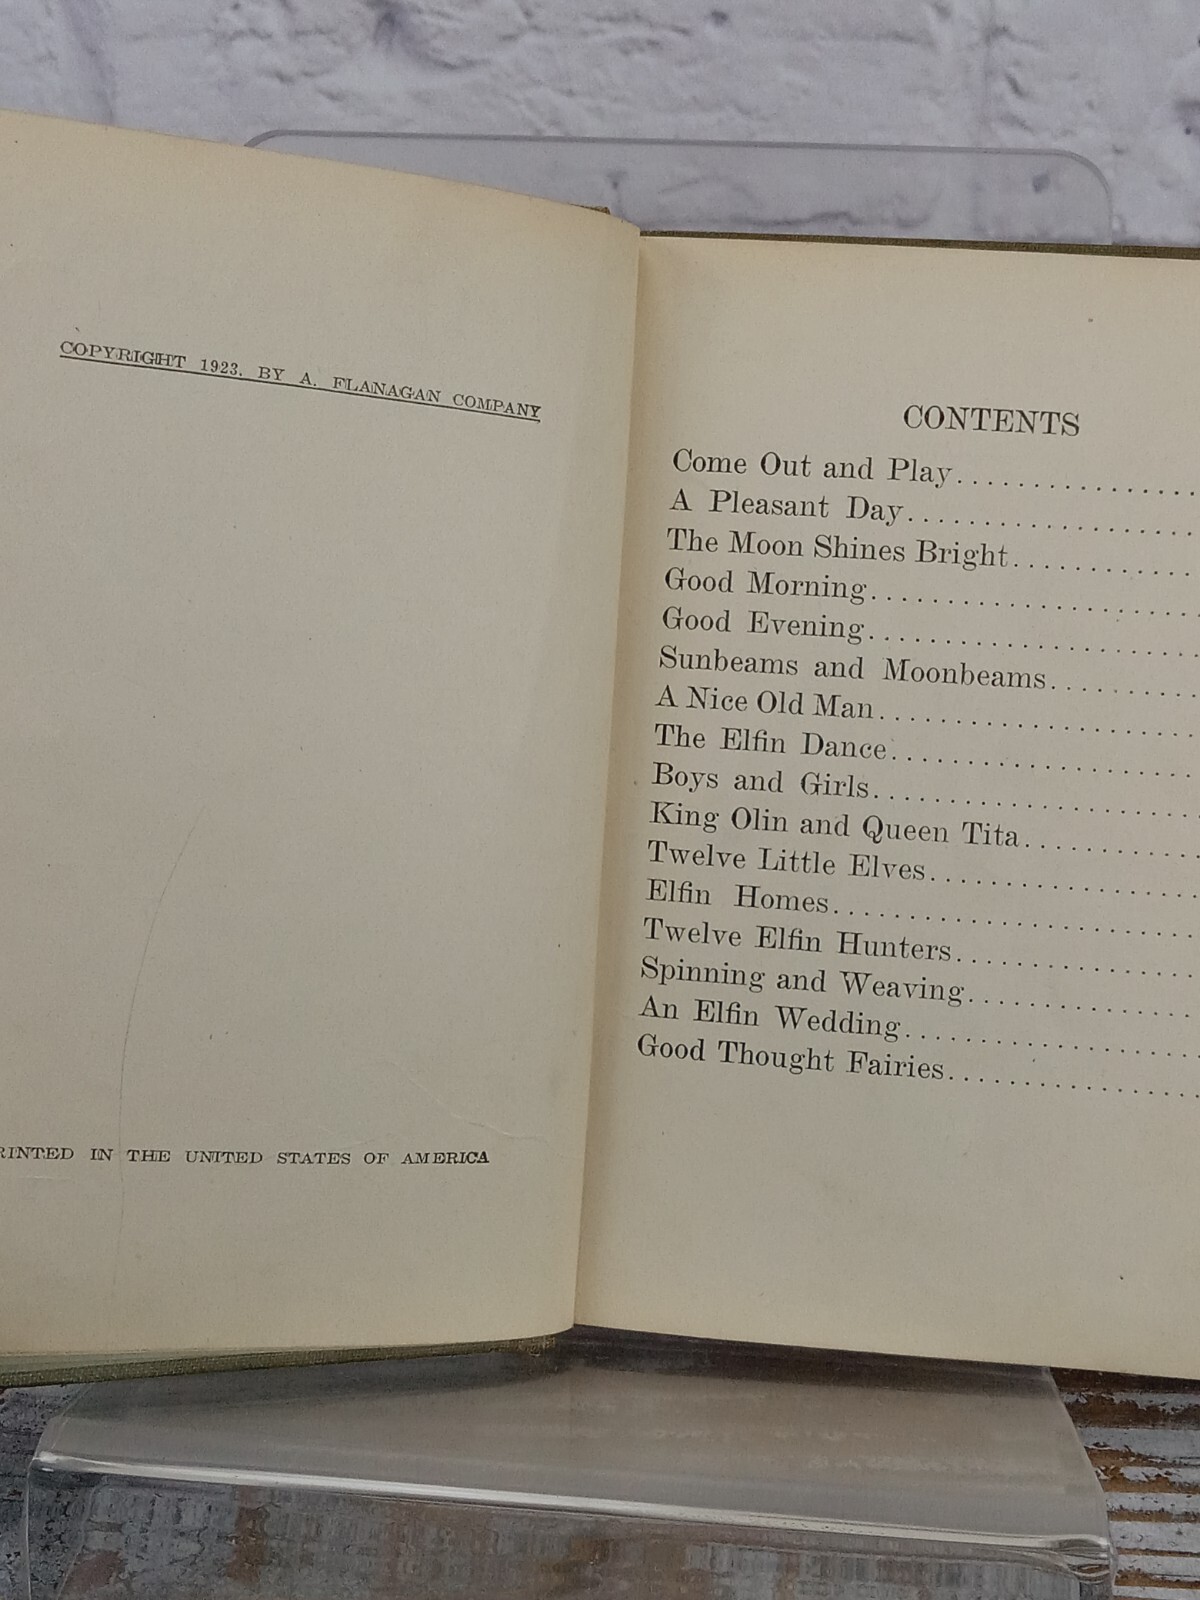 COPYRIGHT 1923. BY A. FLANAGAN COMPANY
RINTED IN THE UNITED STATES OF AMERICA
CONTENTS
Come Out and Play................
A Pleasant Day...................
The Moon Shines Bright............
Good Morning......................
Good Evening......................
Sunbeams and Moonbeams..........
A Nice Old Man....................
The Elfin Dance....................
Boys and Girls.....................
King Olin and Queen Tita...........
Twelve Little Elves.................
Elfin Homes.......................
Twelve Elfin Hunters...............
Spinning and Weaving..............
An Elfin Wedding...................
Good Thought Fairies...............